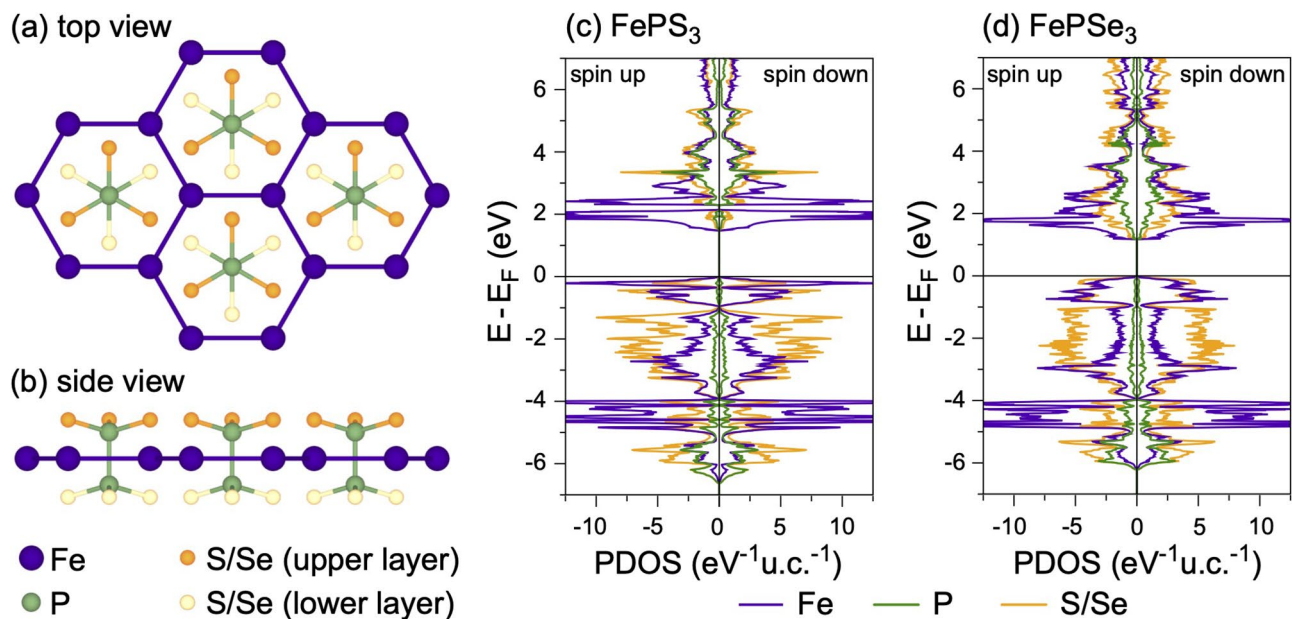 (a) top view
(b) side view
Fe
S/Se (upper layer)
P
S/Se (lower layer)
(c) FePS₃
spin up
spin down
E - E_F (eV)
6
4
2
0
-2
-4
-6
-10
-5
0
5
10
PDOS (eV⁻¹u.c.⁻¹)
(d) FePSe₃
spin up
spin down
E - E_F (eV)
6
4
2
0
-2
-4
-6
-10
-5
0
5
10
PDOS (eV⁻¹u.c.⁻¹)
Fe
P
S/Se